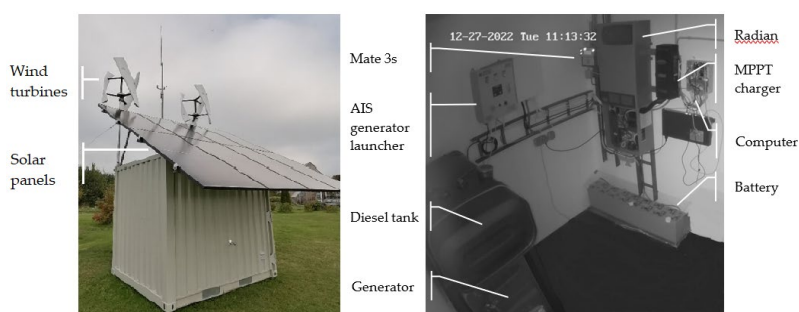 Wind
turbines
Solar
panels
Mate 3s
AIS
generator
launcher
Diesel tank
Generator
12-27-2022 Tue 11:13:32
Radian
MPPT
charger
Computer
Battery